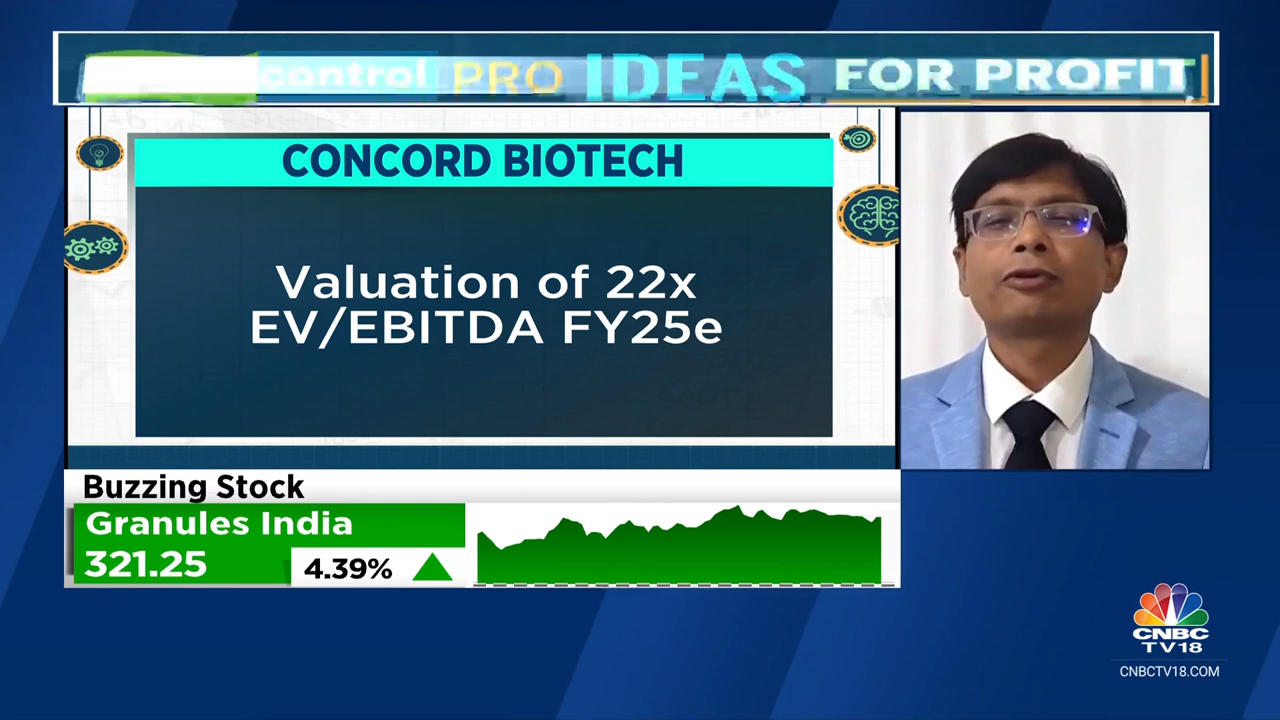 control PRO IDEAS FOR PROFIT
CONCORD BIOTECH
Valuation of 22x
EV/EBITDA FY25e
Buzzing Stock
Granules India
321.25
4.39%
CNBC
TV18
CNBCTV18.COM